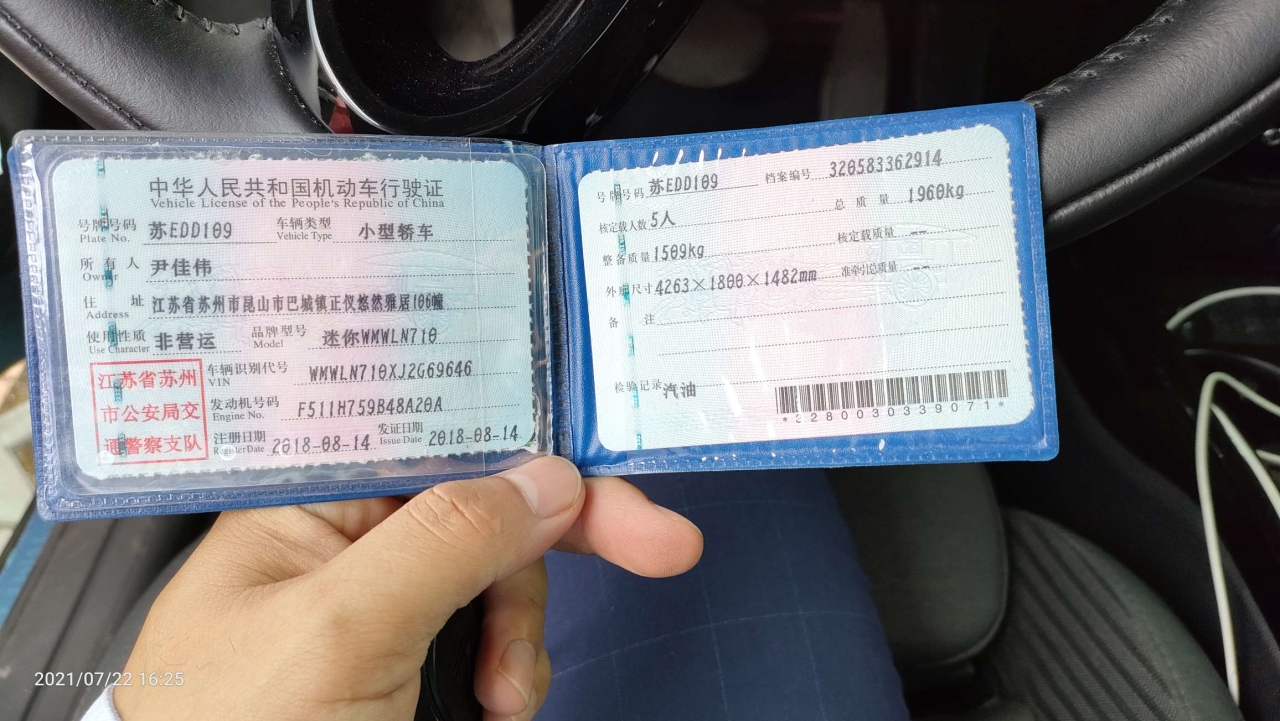 中华人民共和国机动车行驶证
Vehicle License of the People's Republic of China
号牌号码 苏EDD109 车辆类型 小型轿车
Plate No. Vehicle Type
所有人 尹佳伟
Owner
住址 江苏省苏州市昆山市巴城镇正仪悠然雅居106幢
Address
使用性质 非营运 品牌型号 迷你WMWLN710
Use Character Model
江苏省苏州
市公安局交
通警察支队
车辆识别代号 WMWLN710XJ2G69646
VIN
发动机号码 F511H759B48A20A
Engine No.
注册日期 2018-08-14 发证日期 2018-08-14
Register Date Issue Date
号牌号码 苏EDD109 档案编号 320583362914
核定载人数 5人 总质量 1960kg
整备质量 1509kg 核定载质量 --
外廓尺寸 4263×1800×1482mm 准牵引总质量 --
备注
检验记录 汽油
*3280030339071*
2021/07/22 16:25